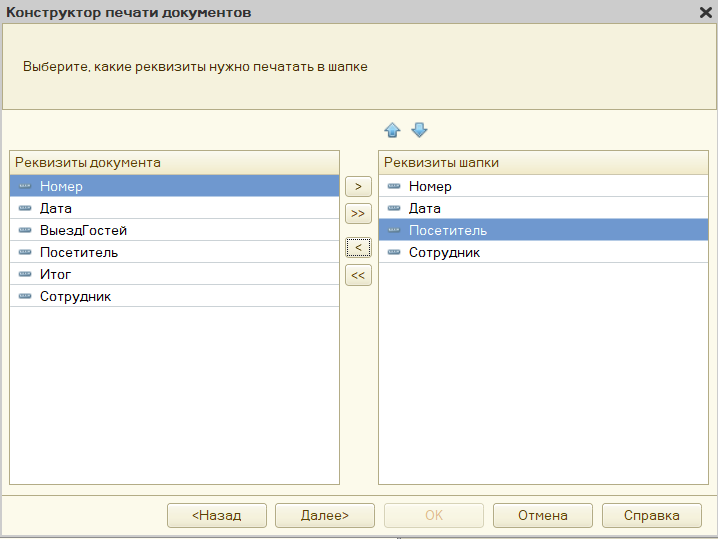 Конструктор печати документов
Выберите, какие реквизиты нужно печатать в шапке
Реквизиты документа
Номер
Дата
ВыездГостей
Посетитель
Итог
Сотрудник
>
>>
<
<<
Реквизиты шапки
Номер
Дата
Посетитель
Сотрудник
<Назад
Далее>
ОК
Отмена
Справка